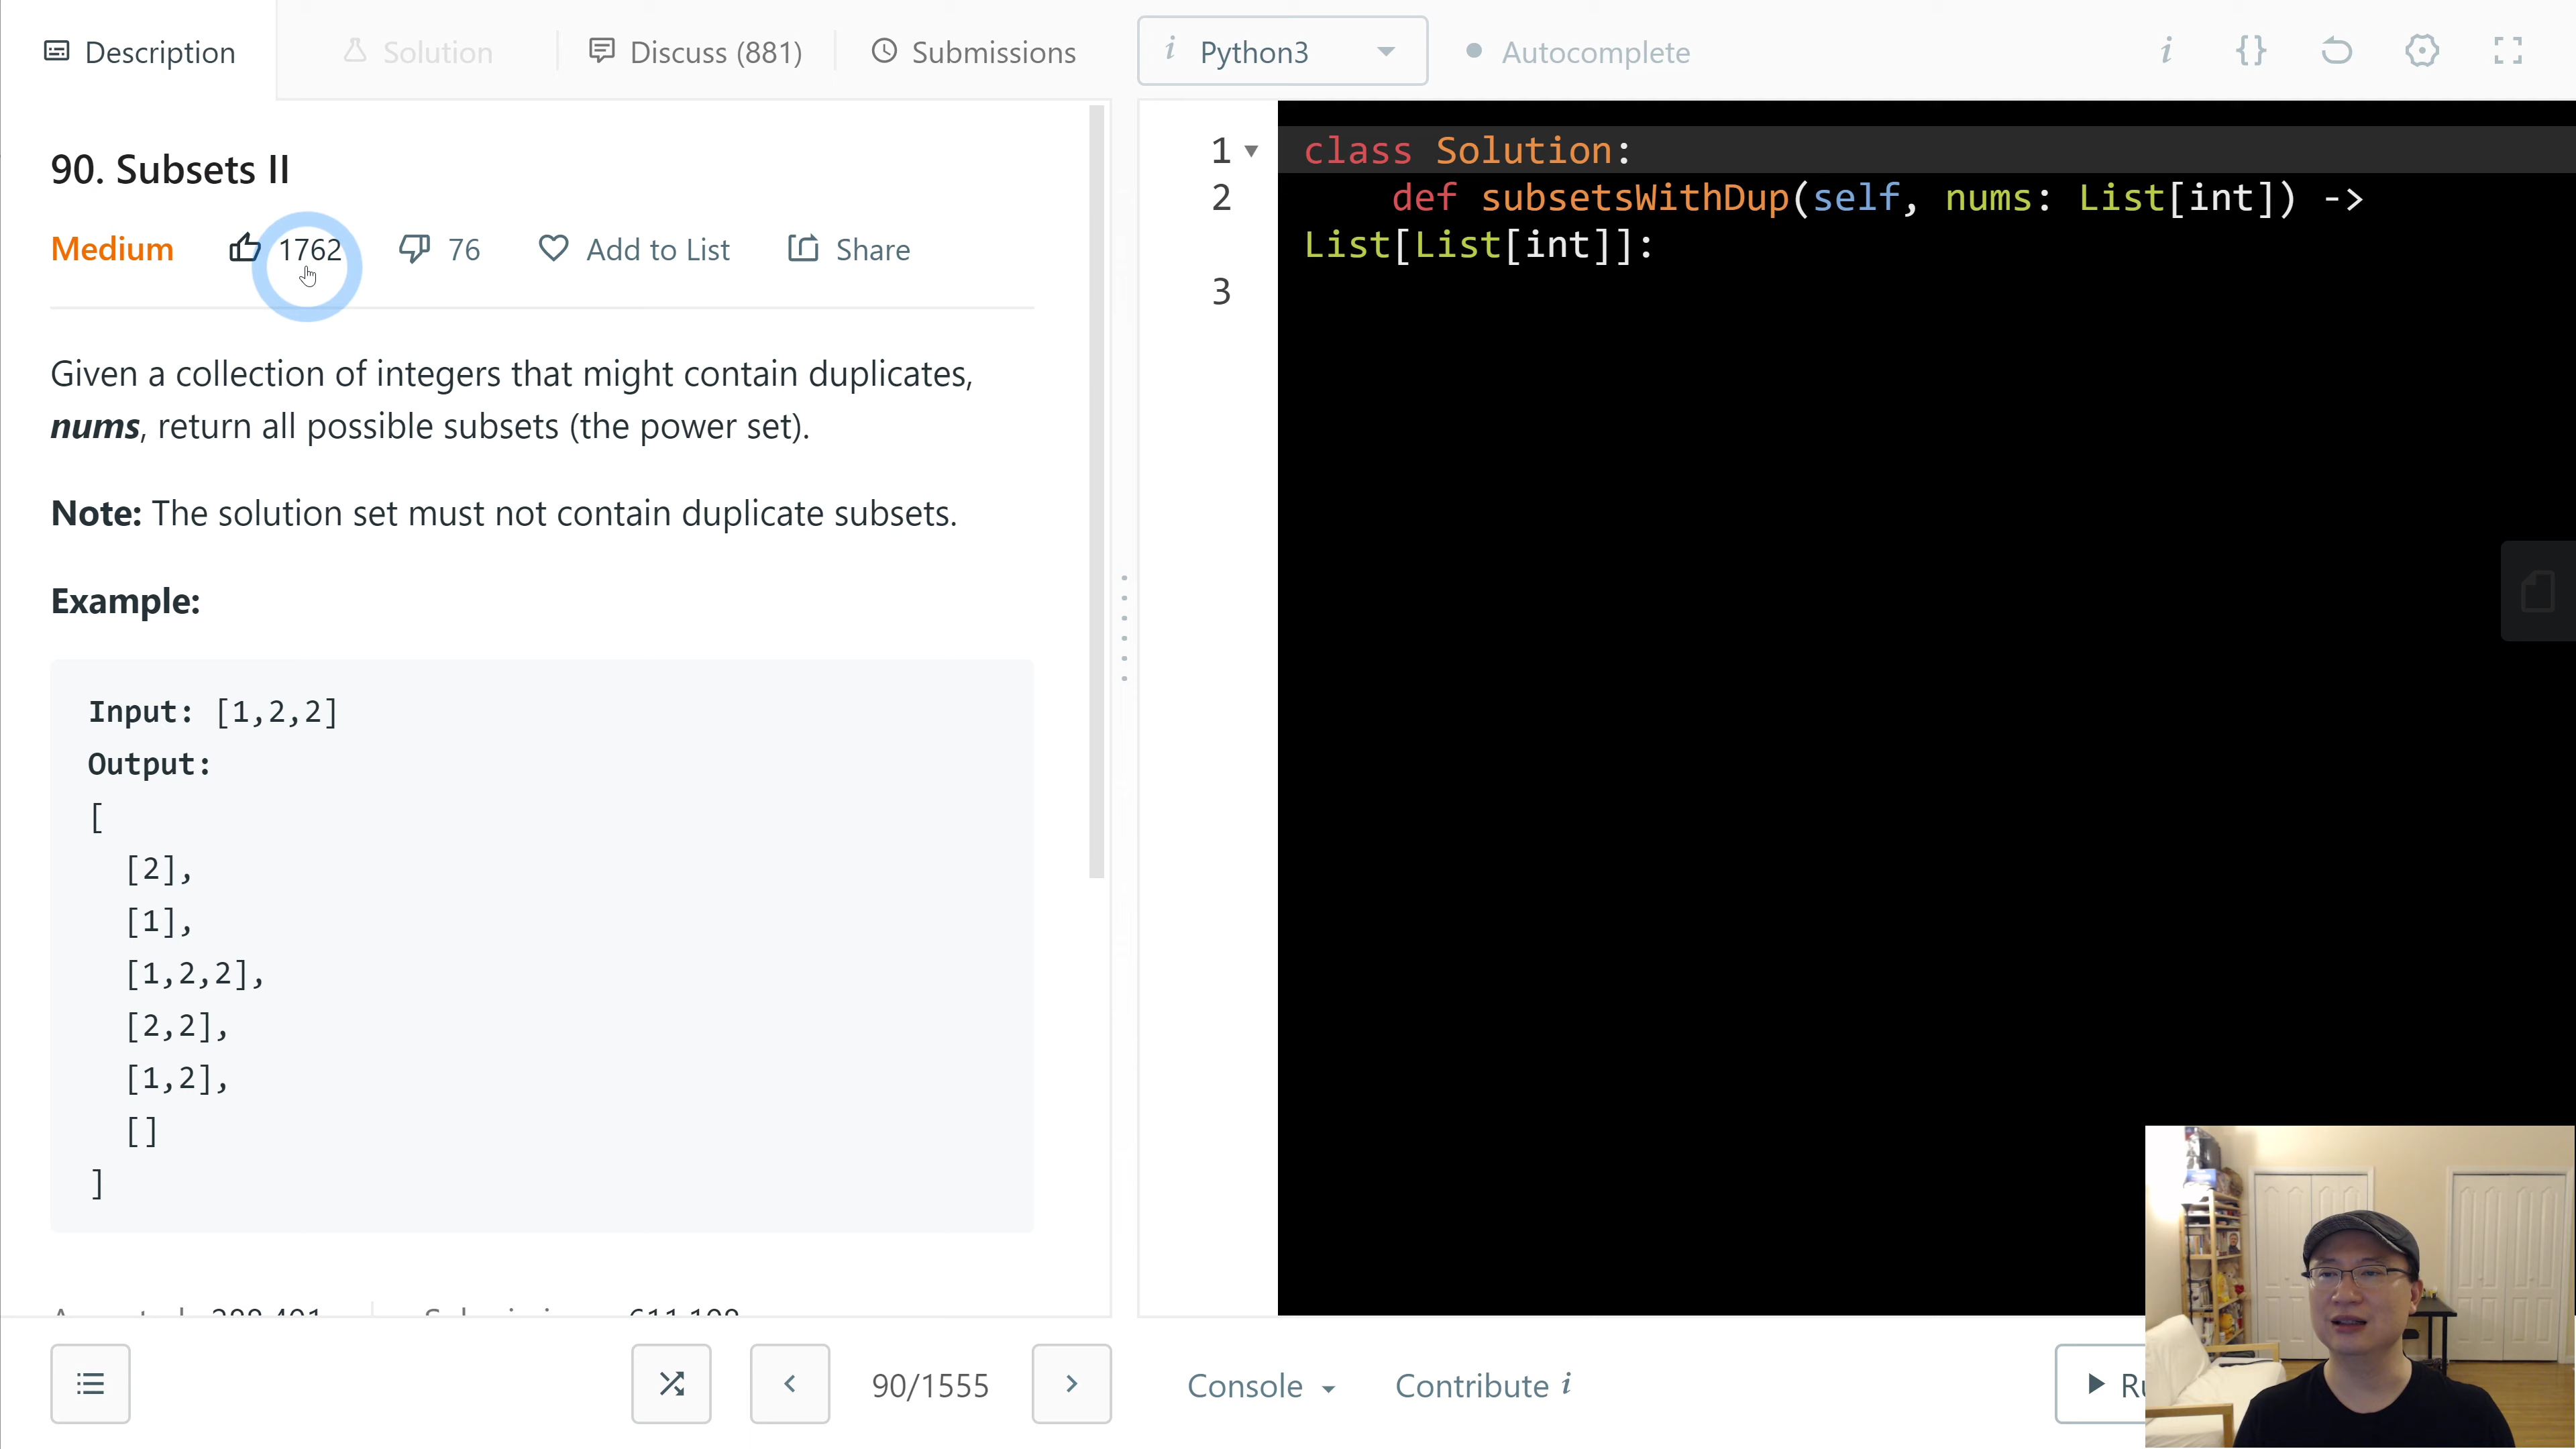 Description
Solution
Discuss (881)
Submissions
i Python3
Autocomplete
i {}
90. Subsets II
Medium 1762 76 Add to List Share
Given a collection of integers that might contain duplicates,
nums, return all possible subsets (the power set).
Note: The solution set must not contain duplicate subsets.
Example:
Input: [1,2,2]
Output:
[
[2],
[1],
[1,2,2],
[2,2],
[1,2],
[]
]
90/1555
1 class Solution:
2 def subsetsWithDup(self, nums: List[int]) ->
List[List[int]]:
3
Console
Contribute i